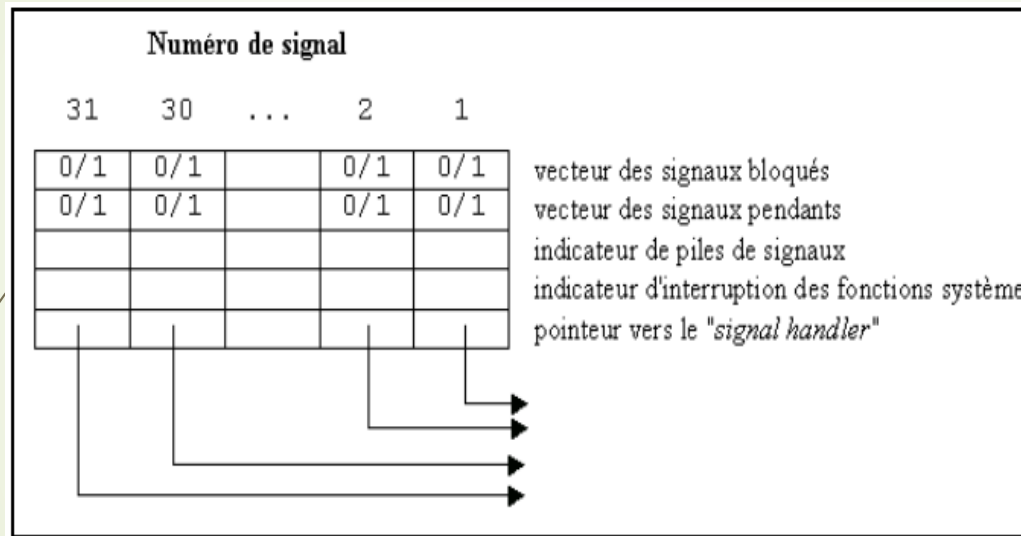 Numéro de signal
31 30 ... 2 1
0/1 0/1 0/1 0/1 vecteur des signaux bloqués
0/1 0/1 0/1 0/1 vecteur des signaux pendants
indicateur de piles de signaux
indicateur d'interruption des fonctions système
pointeur vers le "signal handler"